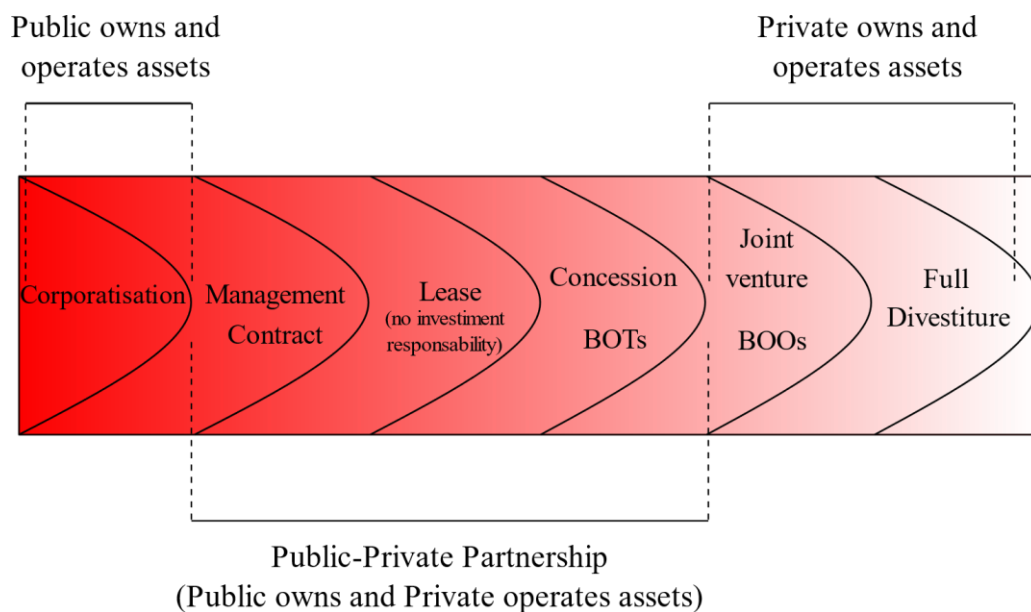 Public owns and
operates assets
Private owns and
operates assets
Corporatisation
Management
Contract
Lease
(no investiment
responsability)
Concession
BOTs
Joint
venture
BOOs
Full
Divestiture
Public-Private Partnership
(Public owns and Private operates assets)